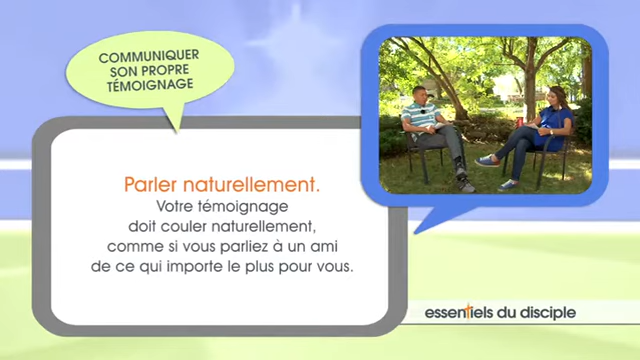 COMMUNIQUER
SON PROPRE
TÉMOIGNAGE
Parler naturellement.
Votre témoignage
doit couler naturellement,
comme si vous parliez à un ami
de ce qui importe le plus pour vous.
essentiels du disciple